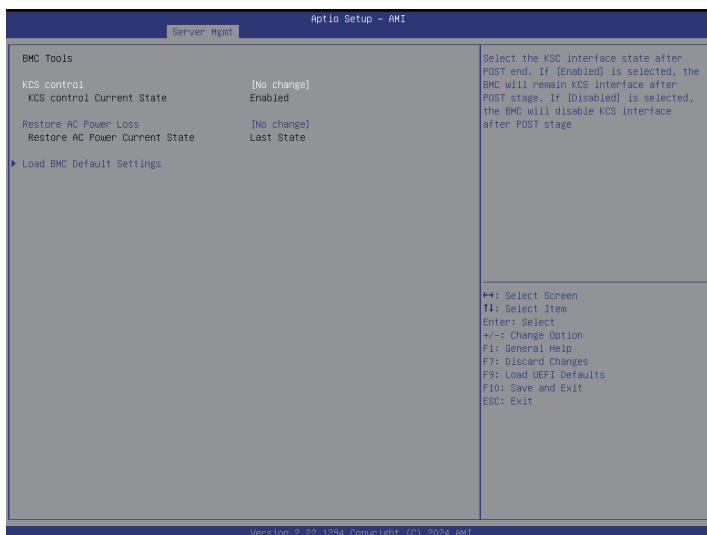 Aptio Setup – AMI
Server Mgmt
BMC Tools
KCS control [No change]
KCS control Current State Enabled
Restore AC Power Loss [No change]
Restore AC Power Current State Last State
▶ Load BMC Default Settings
Select the KSC interface state after
POST end. If [Enabled] is selected, the
BMC will remain KCS interface after
POST stage. If [Disabled] is selected,
the BMC will disable KCS interface
after POST stage
↔: Select Screen
↑↓: Select Item
Enter: Select
+/-: Change Option
F1: General Help
F7: Discard Changes
F9: Load UEFI Defaults
F10: Save and Exit
ESC: Exit
Version 2.22.1294 Copyright (C) 2024 AMI